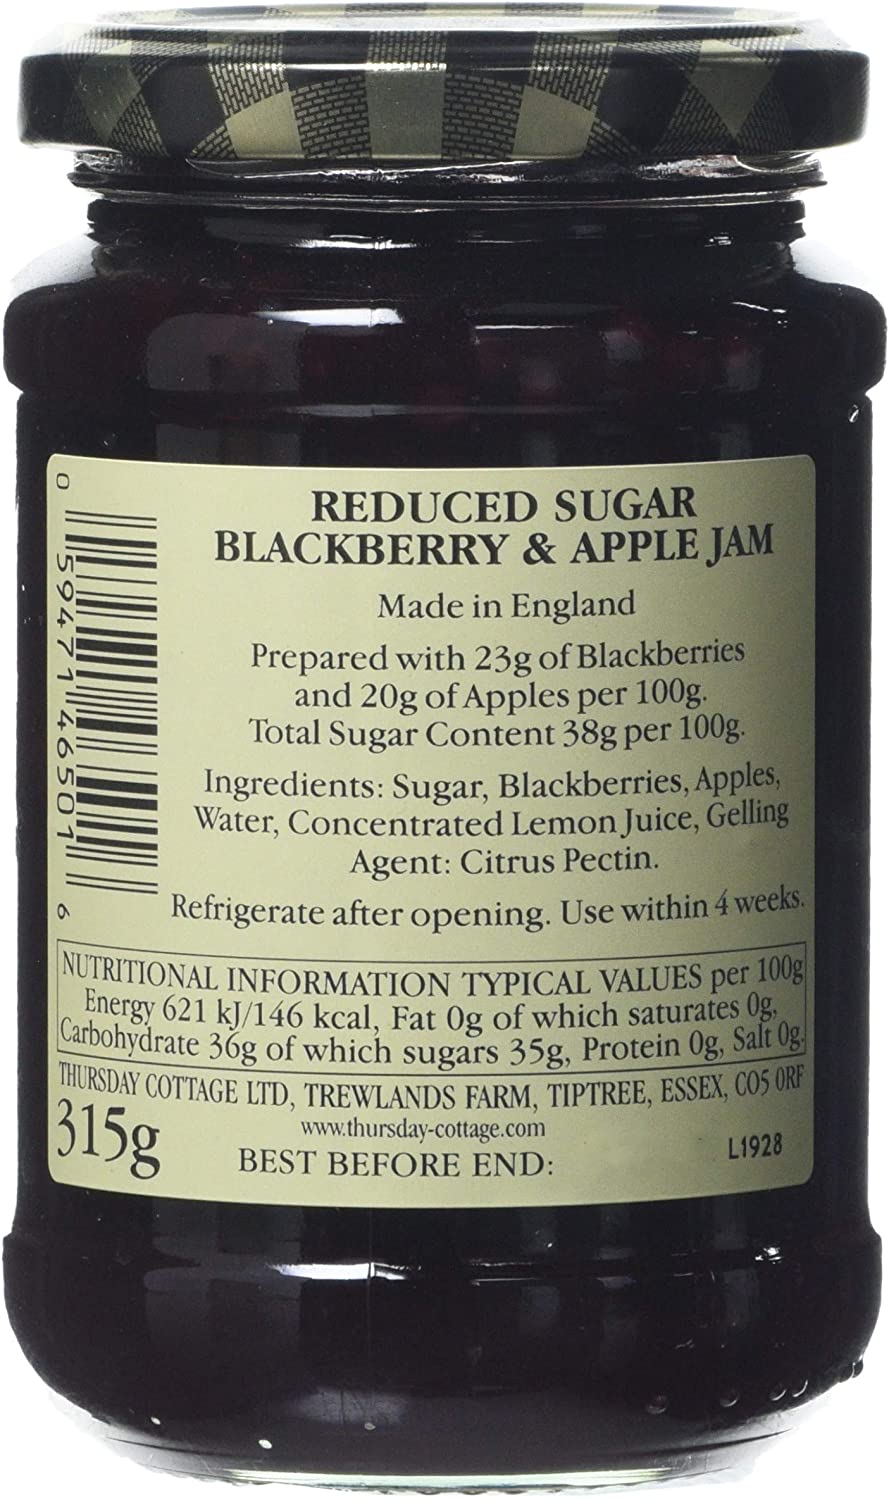 REDUCED SUGAR
BLACKBERRY & APPLE JAM
Made in England
Prepared with 23g of Blackberries
and 20g of Apples per 100g.
Total Sugar Content 38g per 100g.
Ingredients: Sugar, Blackberries, Apples,
Water, Concentrated Lemon Juice, Gelling
Agent: Citrus Pectin.
Refrigerate after opening. Use within 4 weeks.
NUTRITIONAL INFORMATION TYPICAL VALUES per 100g
Energy 621 kJ/146 kcal, Fat 0g of which saturates 0g,
Carbohydrate 36g of which sugars 35g, Protein 0g, Salt 0g.
THURSDAY COTTAGE LTD, TREWLANDS FARM, TIPTREE, ESSEX, CO5 0RF
www.thursday-cottage.com
315g
BEST BEFORE END:
L1928
0 59471 46501 6